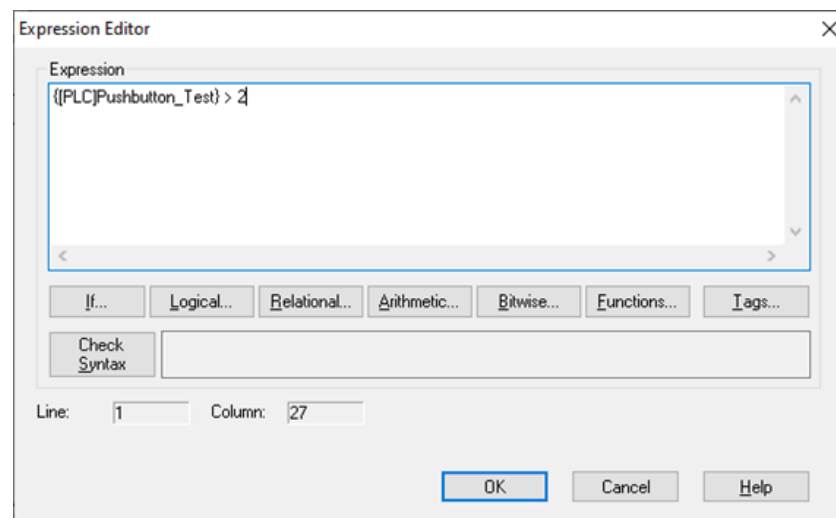 Expression Editor
Expression
{[PLC]Pushbutton_Test} > 2
If... Logical... Relational... Arithmetic... Bitwise... Functions... Tags...
Check
Syntax
Line: 1 Column: 27
OK Cancel Help